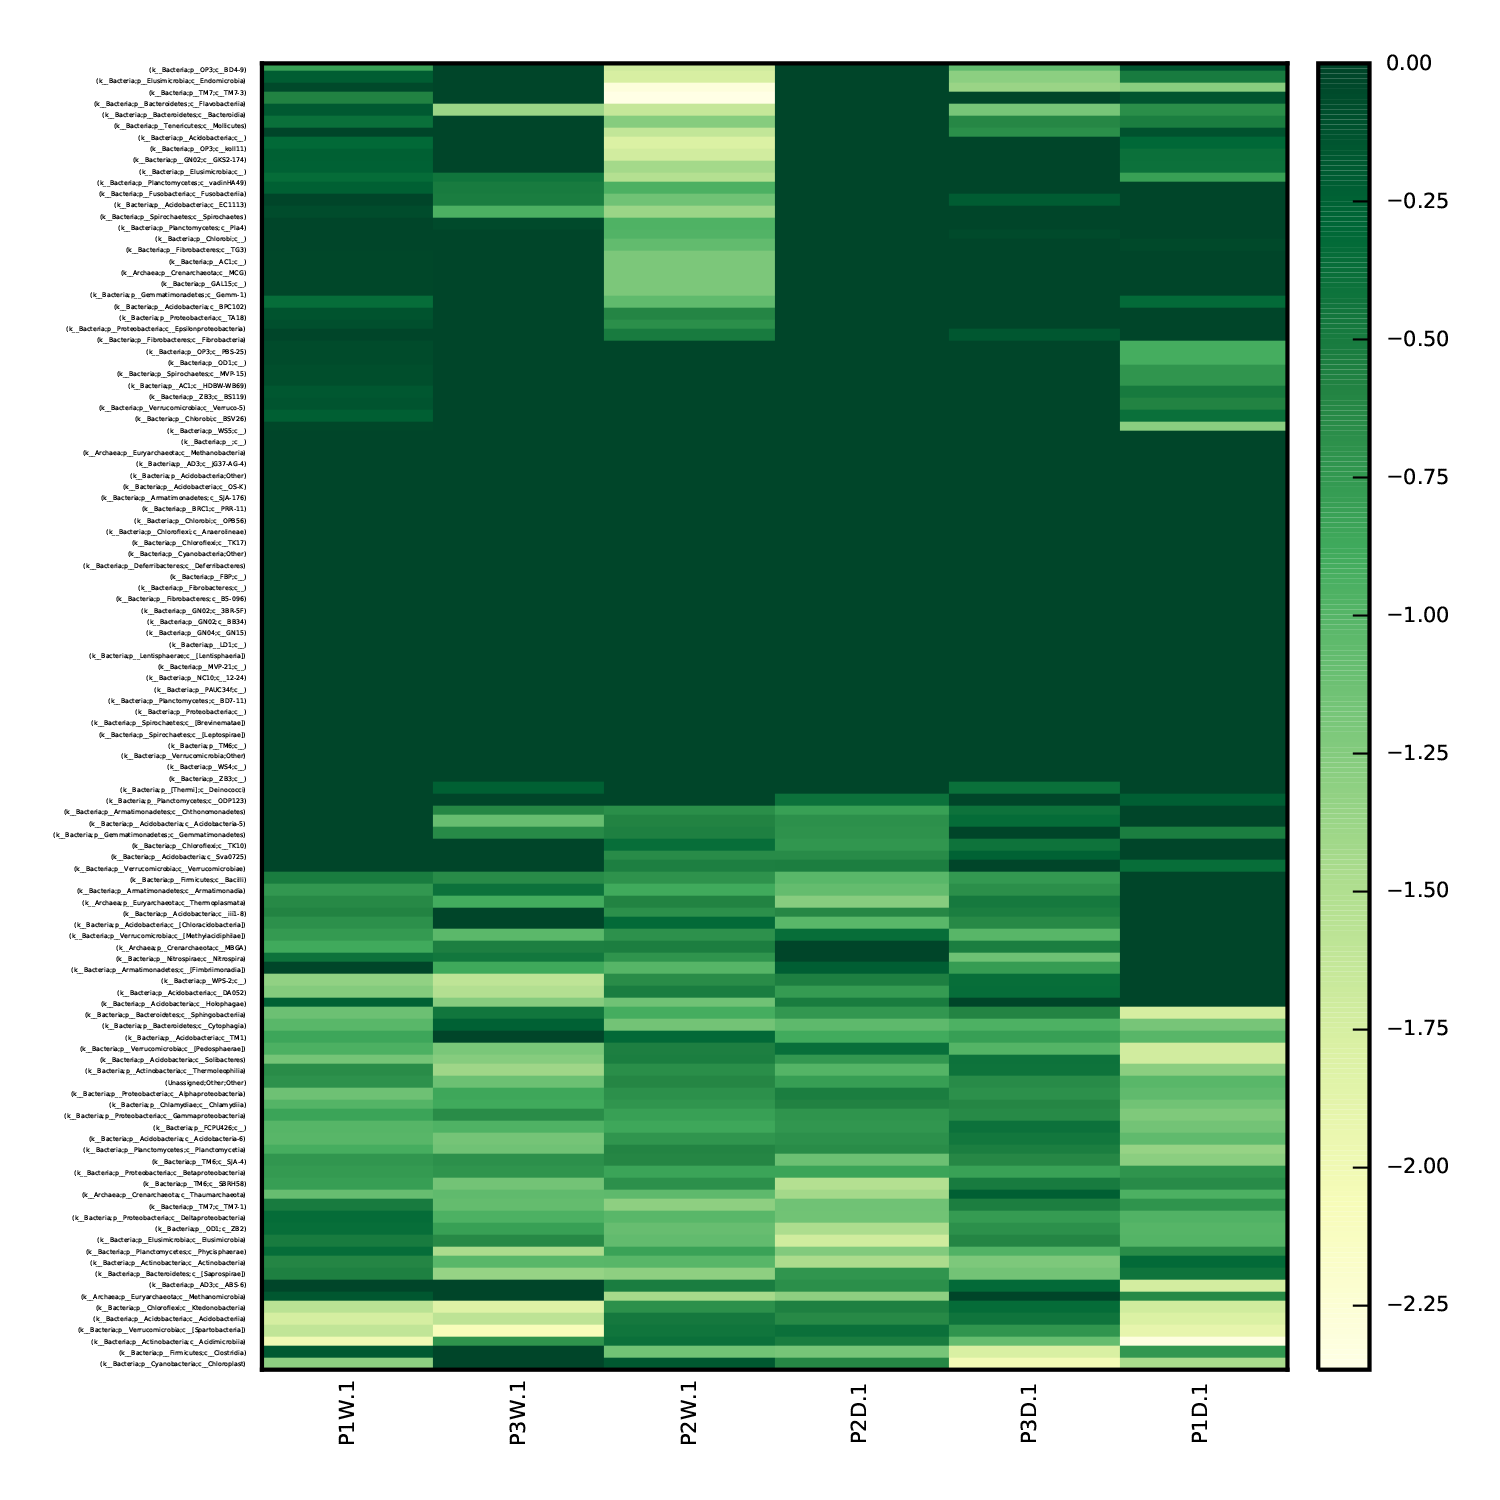 (k__Bacteria;p__OP3;c__BD4-9)
(k__Bacteria;p__Elusimicrobia;c__Endomicrobia)
(k__Bacteria;p__TM7;c__TM7-3)
(k__Bacteria;p__Bacteroidetes;c__Flavobacteriia)
(k__Bacteria;p__Bacteroidetes;c__Bacteroidia)
(k__Bacteria;p__Tenericutes;c__Mollicutes)
(k__Bacteria;p__Acidobacteria;c__)
(k__Bacteria;p__OP3;c__koll11)
(k__Bacteria;p__GN02;c__GKS2-174)
(k__Bacteria;p__Elusimicrobia;c__)
(k__Bacteria;p__Planctomycetes;c__vadinHA49)
(k__Bacteria;p__Fusobacteria;c__Fusobacteriia)
(k__Bacteria;p__Acidobacteria;c__EC1113)
(k__Bacteria;p__Spirochaetes;c__Spirochaetes)
(k__Bacteria;p__Planctomycetes;c__Pla4)
(k__Bacteria;p__Chlorobi;c__)
(k__Bacteria;p__Fibrobacteres;c__TG3)
(k__Bacteria;p__AC1;c__)
(k__Archaea;p__Crenarchaeota;c__MCG)
(k__Bacteria;p__GAL15;c__)
(k__Bacteria;p__Gemmatimonadetes;c__Gemm-1)
(k__Bacteria;p__Acidobacteria;c__BPC102)
(k__Bacteria;p__Proteobacteria;c__TA18)
(k__Bacteria;p__Proteobacteria;c__Epsilonproteobacteria)
(k__Bacteria;p__Fibrobacteres;c__Fibrobacteria)
(k__Bacteria;p__OP3;c__PBS-25)
(k__Bacteria;p__OD1;c__)
(k__Bacteria;p__Spirochaetes;c__MVP-15)
(k__Bacteria;p__AC1;c__HDBW-WB69)
(k__Bacteria;p__ZB3;c__BS119)
(k__Bacteria;p__Verrucomicrobia;c__Verruco-5)
(k__Bacteria;p__Chlorobi;c__BSV26)
(k__Bacteria;p__WS5;c__)
(k__Bacteria;p__;c__)
(k__Archaea;p__Euryarchaeota;c__Methanobacteria)
(k__Bacteria;p__AD3;c__JG37-AG-4)
(k__Bacteria;p__Acidobacteria;Other)
(k__Bacteria;p__Acidobacteria;c__OS-K)
(k__Bacteria;p__Armatimonadetes;c__SJA-176)
(k__Bacteria;p__BRC1;c__PRR-11)
(k__Bacteria;p__Chlorobi;c__OPB56)
(k__Bacteria;p__Chloroflexi;c__Anaerolineae)
(k__Bacteria;p__Chloroflexi;c__TK17)
(k__Bacteria;p__Cyanobacteria;Other)
(k__Bacteria;p__Deferribacteres;c__Deferribacteres)
(k__Bacteria;p__FBP;c__)
(k__Bacteria;p__Fibrobacteres;c__)
(k__Bacteria;p__Fibrobacteres;c__B5-096)
(k__Bacteria;p__GN02;c__3BR-5F)
(k__Bacteria;p__GN02;c__BB34)
(k__Bacteria;p__GN04;c__GN15)
(k__Bacteria;p__LD1;c__)
(k__Bacteria;p__Lentisphaerae;c__[Lentisphaeria])
(k__Bacteria;p__MVP-21;c__)
(k__Bacteria;p__NC10;c__12-24)
(k__Bacteria;p__PAUC34f;c__)
(k__Bacteria;p__Planctomycetes;c__BD7-11)
(k__Bacteria;p__Proteobacteria;c__)
(k__Bacteria;p__Spirochaetes;c__[Brevinematae])
(k__Bacteria;p__Spirochaetes;c__[Leptospirae])
(k__Bacteria;p__TM6;c__)
(k__Bacteria;p__Verrucomicrobia;Other)
(k__Bacteria;p__WS4;c__)
(k__Bacteria;p__ZB3;c__)
(k__Bacteria;p__[Thermi];c__Deinococci)
(k__Bacteria;p__Planctomycetes;c__ODP123)
(k__Bacteria;p__Armatimonadetes;c__Chthonomonadetes)
(k__Bacteria;p__Acidobacteria;c__Acidobacteria-5)
(k__Bacteria;p__Gemmatimonadetes;c__Gemmatimonadetes)
(k__Bacteria;p__Chloroflexi;c__TK10)
(k__Bacteria;p__Acidobacteria;c__Sva0725)
(k__Bacteria;p__Verrucomicrobia;c__Verrucomicrobiae)
(k__Bacteria;p__Firmicutes;c__Bacilli)
(k__Bacteria;p__Armatimonadetes;c__Armatimonadia)
(k__Archaea;p__Euryarchaeota;c__Thermoplasmata)
(k__Bacteria;p__Acidobacteria;c__iii1-8)
(k__Bacteria;p__Acidobacteria;c__[Chloracidobacteria])
(k__Bacteria;p__Verrucomicrobia;c__[Methylacidiphilae])
(k__Archaea;p__Crenarchaeota;c__MBGA)
(k__Bacteria;p__Nitrospirae;c__Nitrospira)
(k__Bacteria;p__Armatimonadetes;c__[Fimbriimonadia])
(k__Bacteria;p__WPS-2;c__)
(k__Bacteria;p__Acidobacteria;c__DA052)
(k__Bacteria;p__Acidobacteria;c__Holophagae)
(k__Bacteria;p__Bacteroidetes;c__Sphingobacteriia)
(k__Bacteria;p__Bacteroidetes;c__Cytophagia)
(k__Bacteria;p__Acidobacteria;c__TM1)
(k__Bacteria;p__Verrucomicrobia;c__[Pedosphaerae])
(k__Bacteria;p__Acidobacteria;c__Solibacteres)
(k__Bacteria;p__Actinobacteria;c__Thermoleophilia)
(Unassigned;Other;Other)
(k__Bacteria;p__Proteobacteria;c__Alphaproteobacteria)
(k__Bacteria;p__Chlamydiae;c__Chlamydiia)
(k__Bacteria;p__Proteobacteria;c__Gammaproteobacteria)
(k__Bacteria;p__FCPU426;c__)
(k__Bacteria;p__Acidobacteria;c__Acidobacteria-6)
(k__Bacteria;p__Planctomycetes;c__Planctomycetia)
(k__Bacteria;p__TM6;c__SJA-4)
(k__Bacteria;p__Proteobacteria;c__Betaproteobacteria)
(k__Bacteria;p__TM6;c__SBRH58)
(k__Archaea;p__Crenarchaeota;c__Thaumarchaeota)
(k__Bacteria;p__TM7;c__TM7-1)
(k__Bacteria;p__Proteobacteria;c__Deltaproteobacteria)
(k__Bacteria;p__OD1;c__ZB2)
(k__Bacteria;p__Elusimicrobia;c__Elusimicrobia)
(k__Bacteria;p__Planctomycetes;c__Phycisphaerae)
(k__Bacteria;p__Actinobacteria;c__Actinobacteria)
(k__Bacteria;p__Bacteroidetes;c__[Saprospirae])
(k__Bacteria;p__AD3;c__ABS-6)
(k__Archaea;p__Euryarchaeota;c__Methanomicrobia)
(k__Bacteria;p__Chloroflexi;c__Ktedonobacteria)
(k__Bacteria;p__Acidobacteria;c__Acidobacteriia)
(k__Bacteria;p__Verrucomicrobia;c__[Spartobacteria])
(k__Bacteria;p__Actinobacteria;c__Acidimicrobiia)
(k__Bacteria;p__Firmicutes;c__Clostridia)
(k__Bacteria;p__Cyanobacteria;c__Chloroplast)
P1W.1
P3W.1
P2W.1
P2D.1
P3D.1
P1D.1
0.00
−0.25
−0.50
−0.75
−1.00
−1.25
−1.50
−1.75
−2.00
−2.25